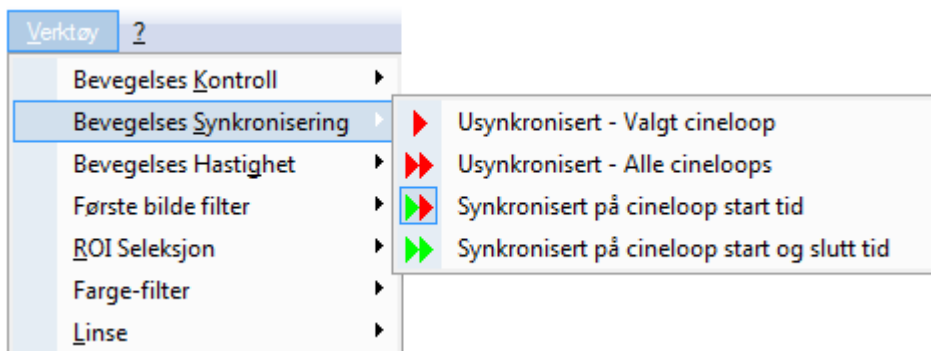 Verktøy ?
Bevegelses Kontroll
Bevegelses Synkronisering
Usynkronisert - Valgt cineloop
Usynkronisert - Alle cineloops
Synkronisert på cineloop start tid
Synkronisert på cineloop start og slutt tid
Bevegelses Hastighet
Første bilde filter
ROI Seleksjon
Farge-filter
Linse